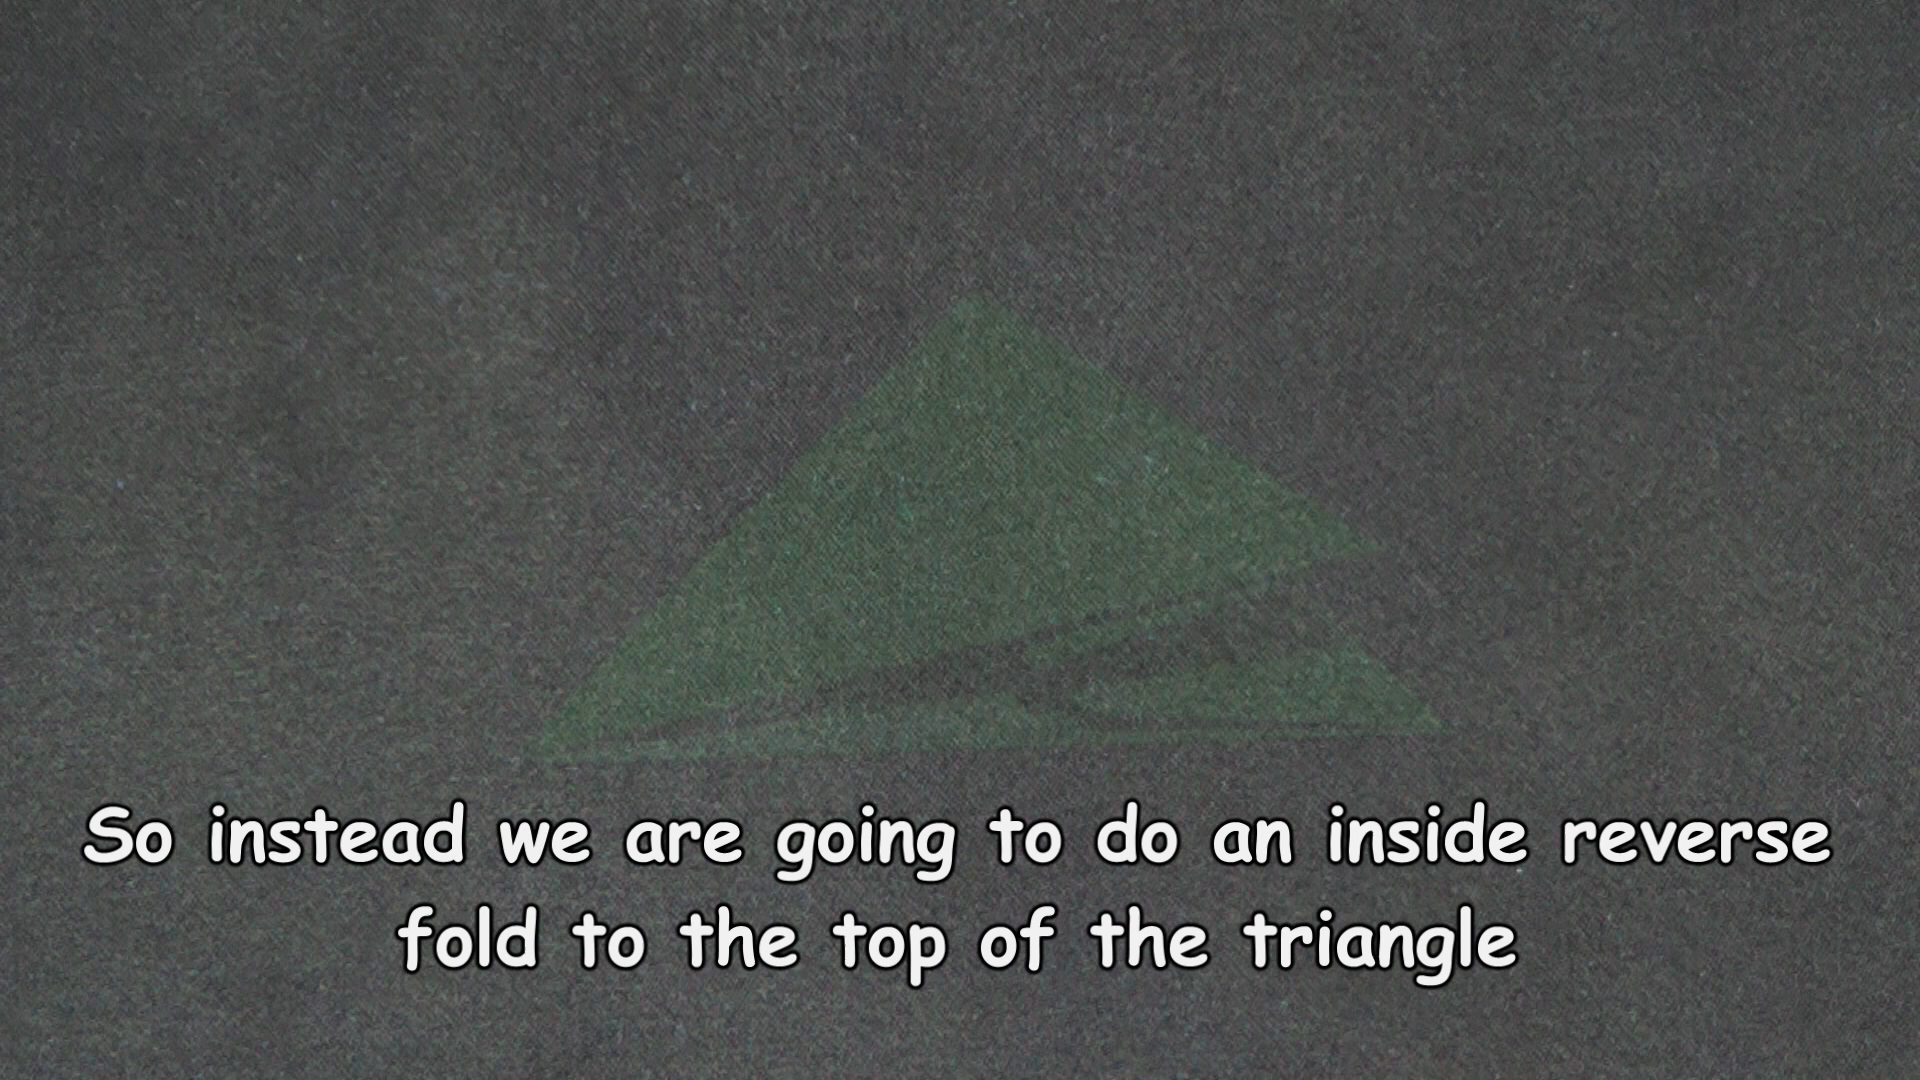 So instead we are going to do an inside reverse
fold to the top of the triangle